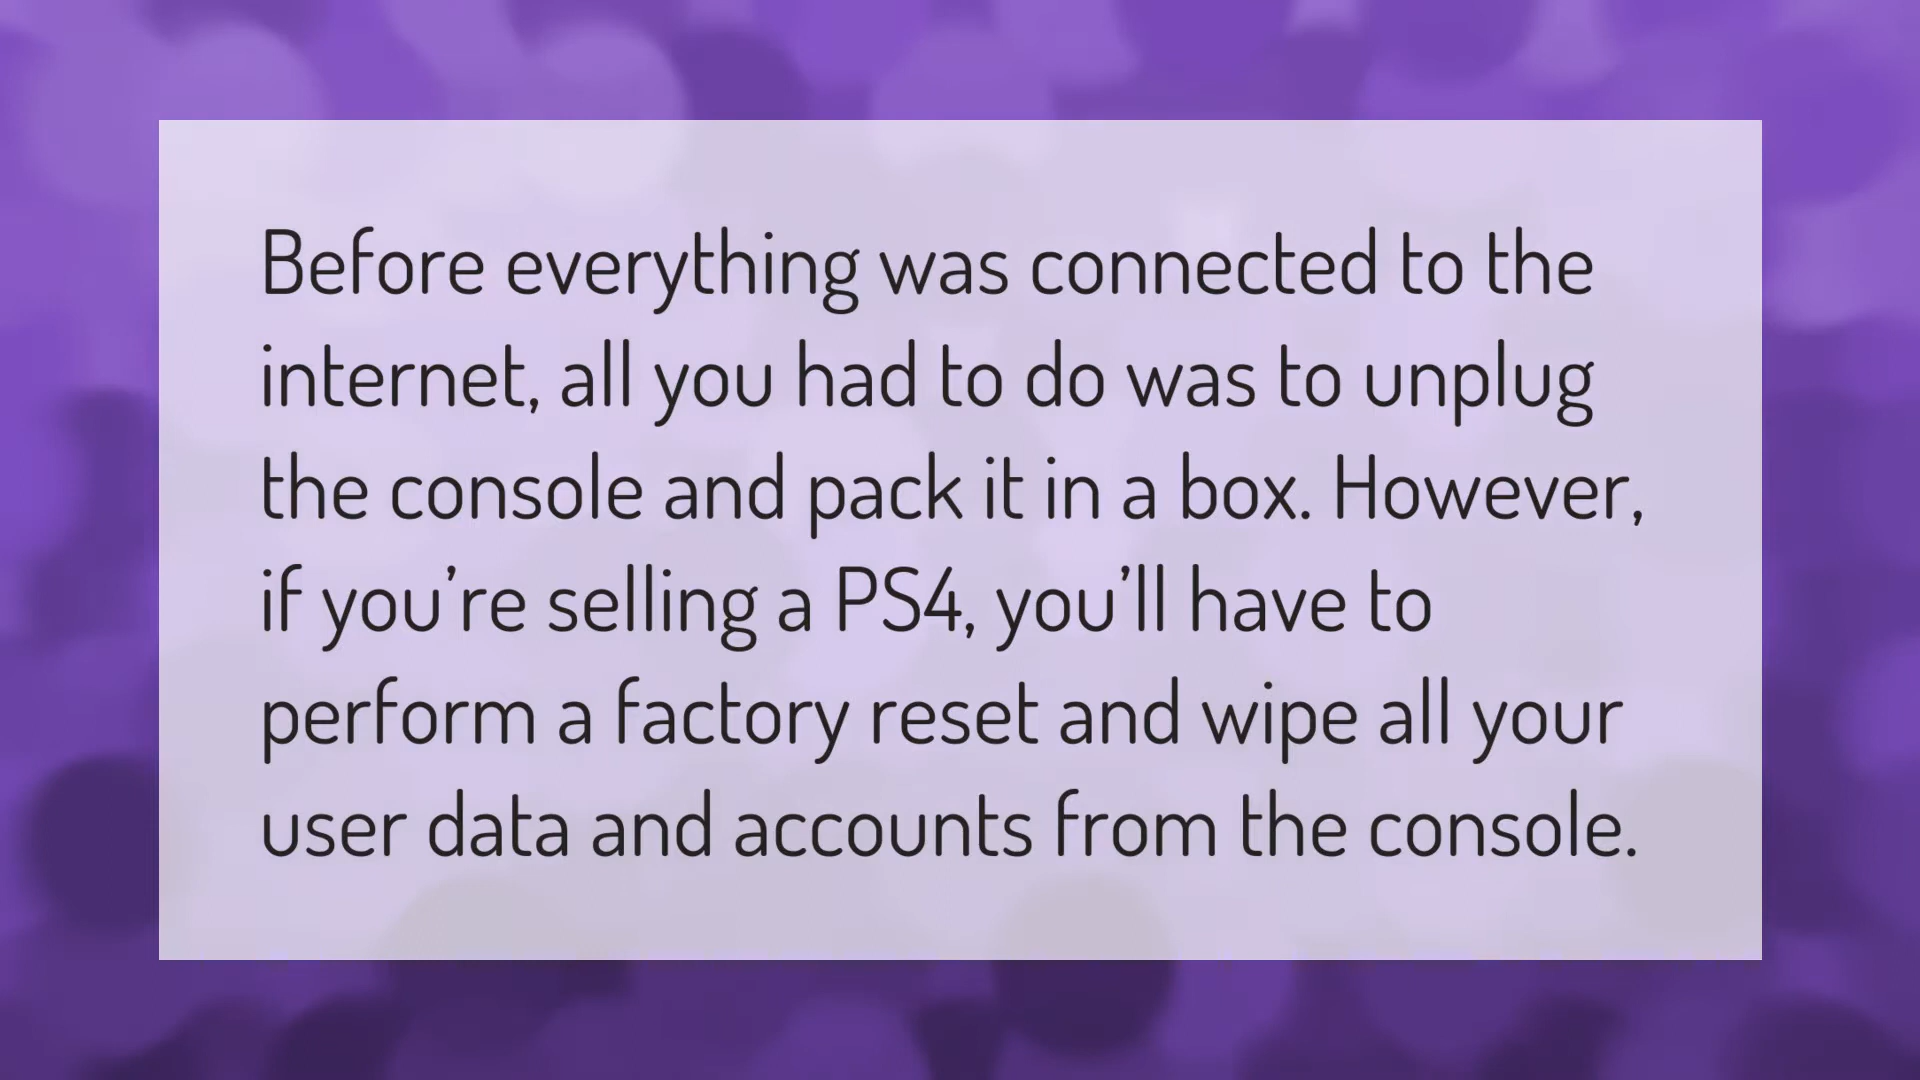 Before everything was connected to the
internet, all you had to do was to unplug
the console and pack it in a box. However,
if you’re selling a PS4, you’ll have to
perform a factory reset and wipe all your
user data and accounts from the console.